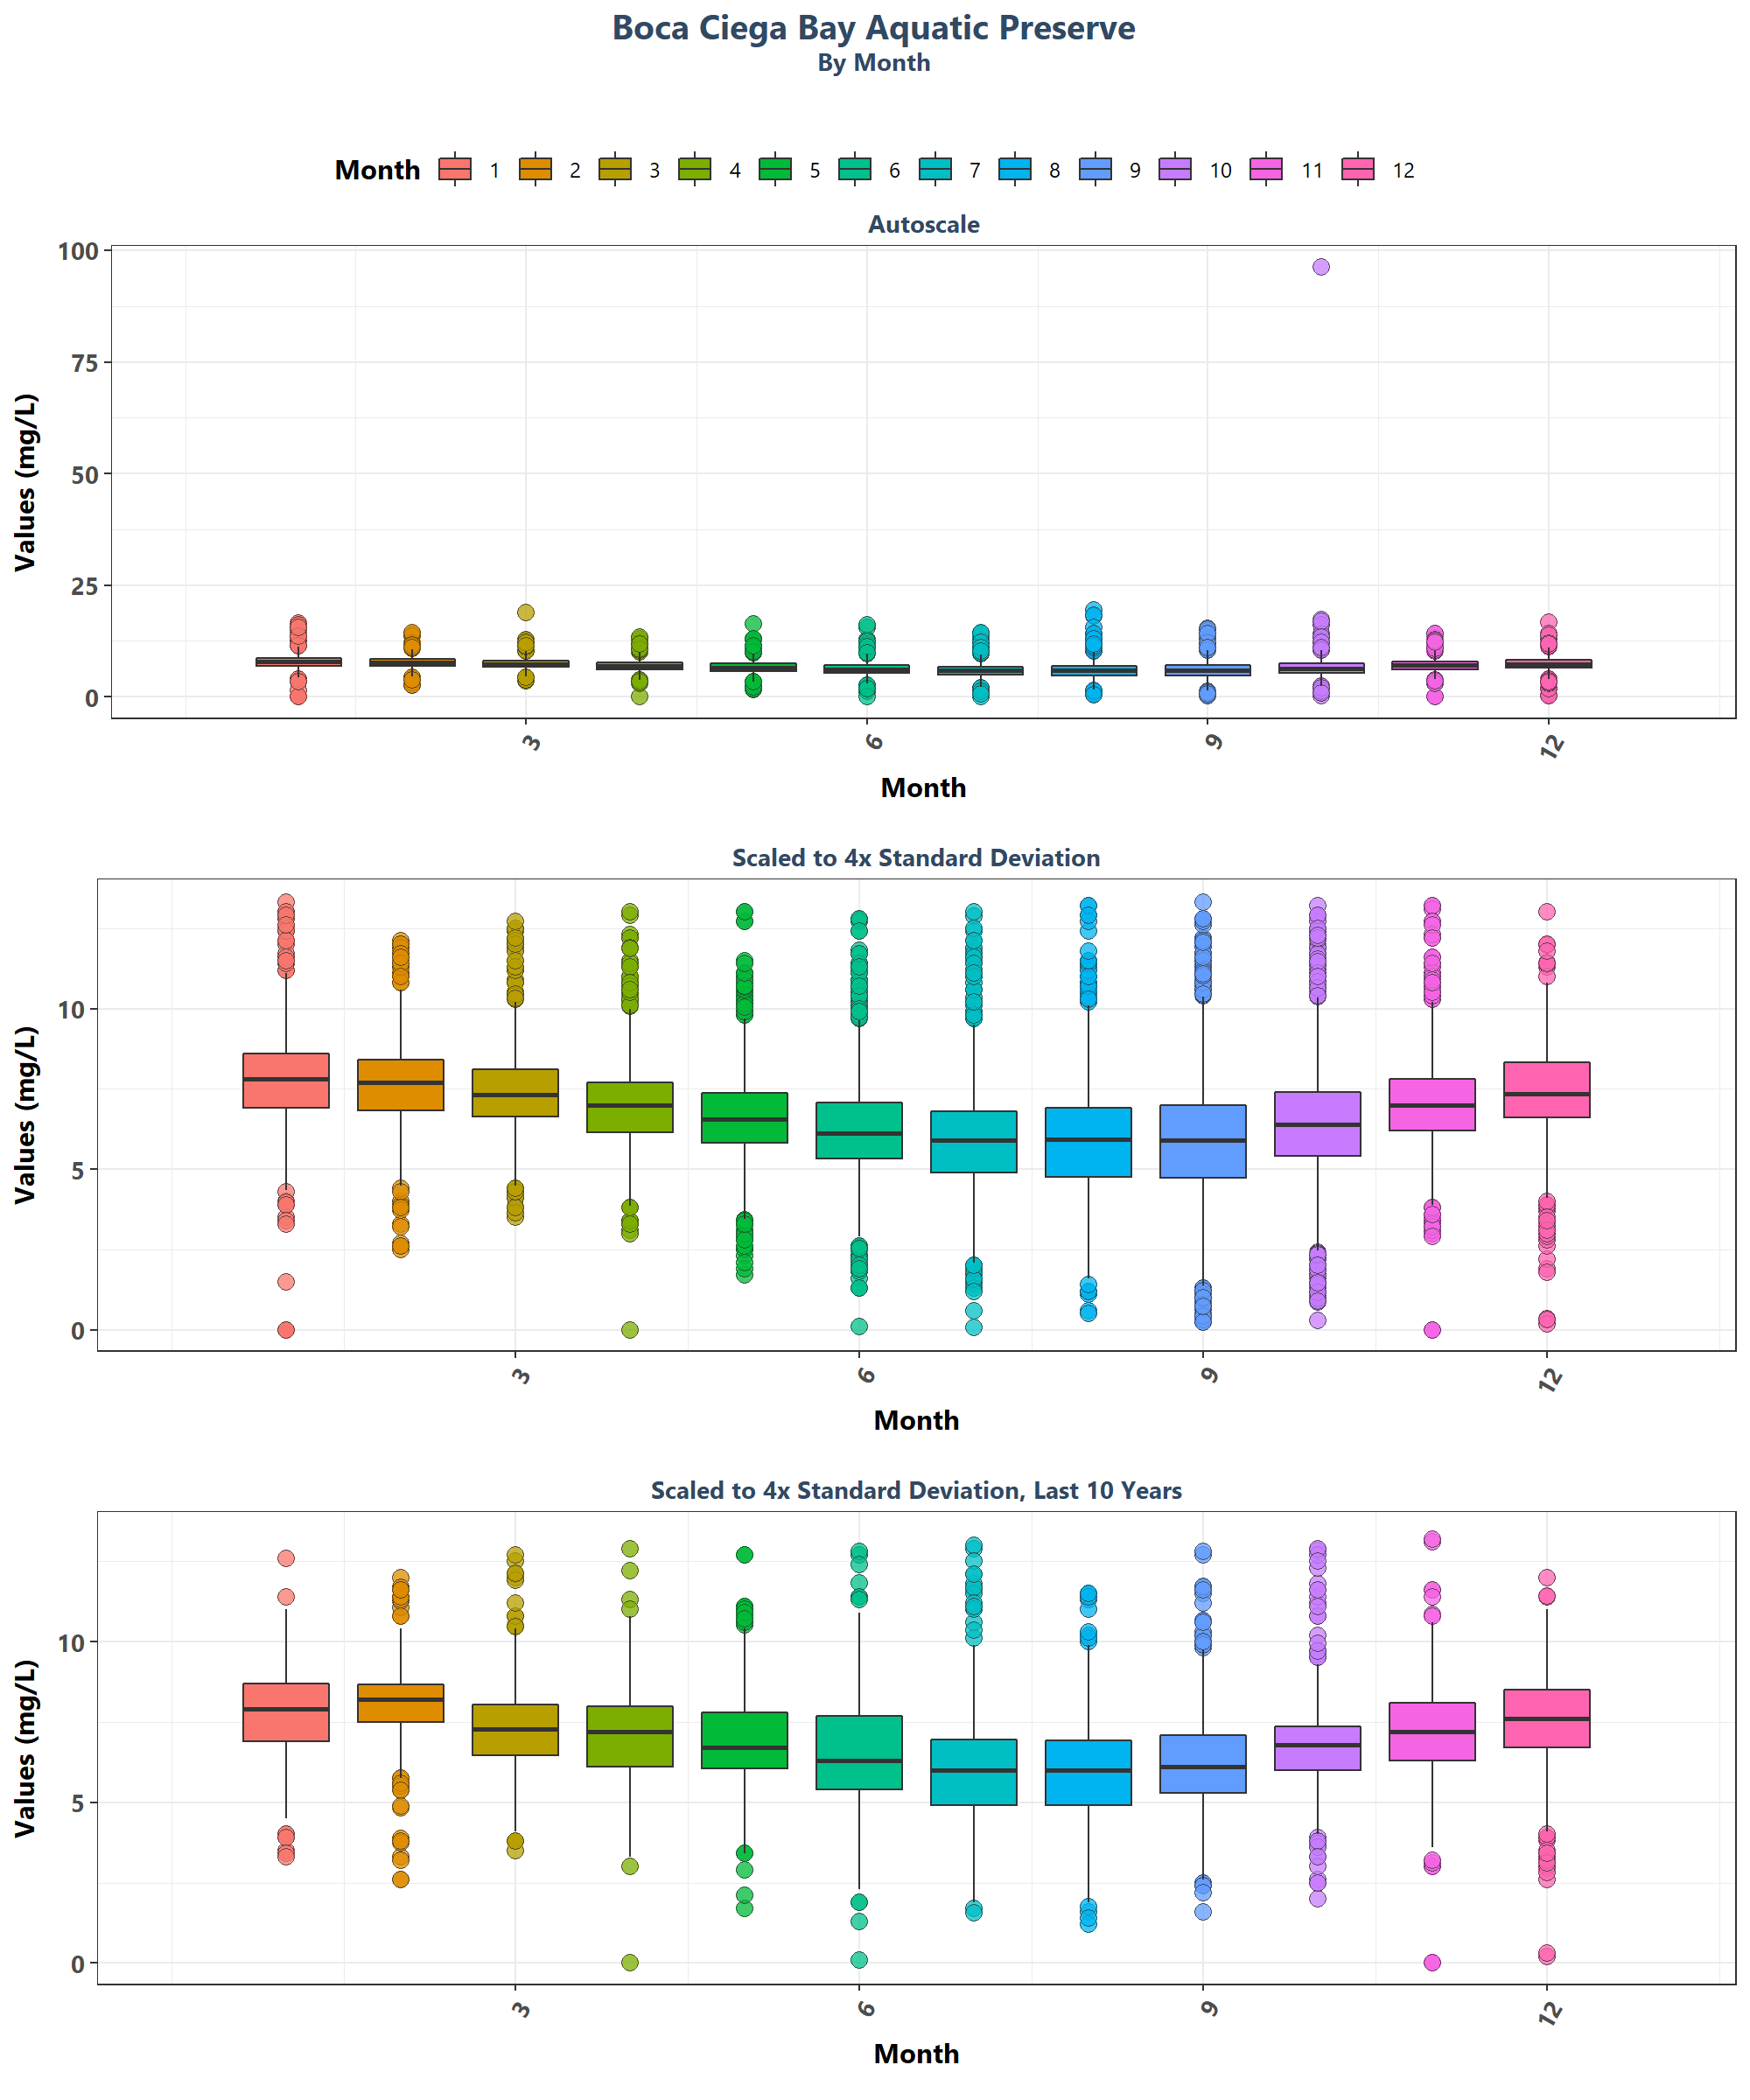 Boca Ciega Bay Aquatic Preserve
By Month
Month 1 2 3 4 5 6 7 8 9 10 11 12
Autoscale
Values (mg/L)
100
75
50
25
0
3 6 9 12
Month
Scaled to 4x Standard Deviation
Values (mg/L)
10
5
0
3 6 9 12
Month
Scaled to 4x Standard Deviation, Last 10 Years
Values (mg/L)
10
5
0
3 6 9 12
Month